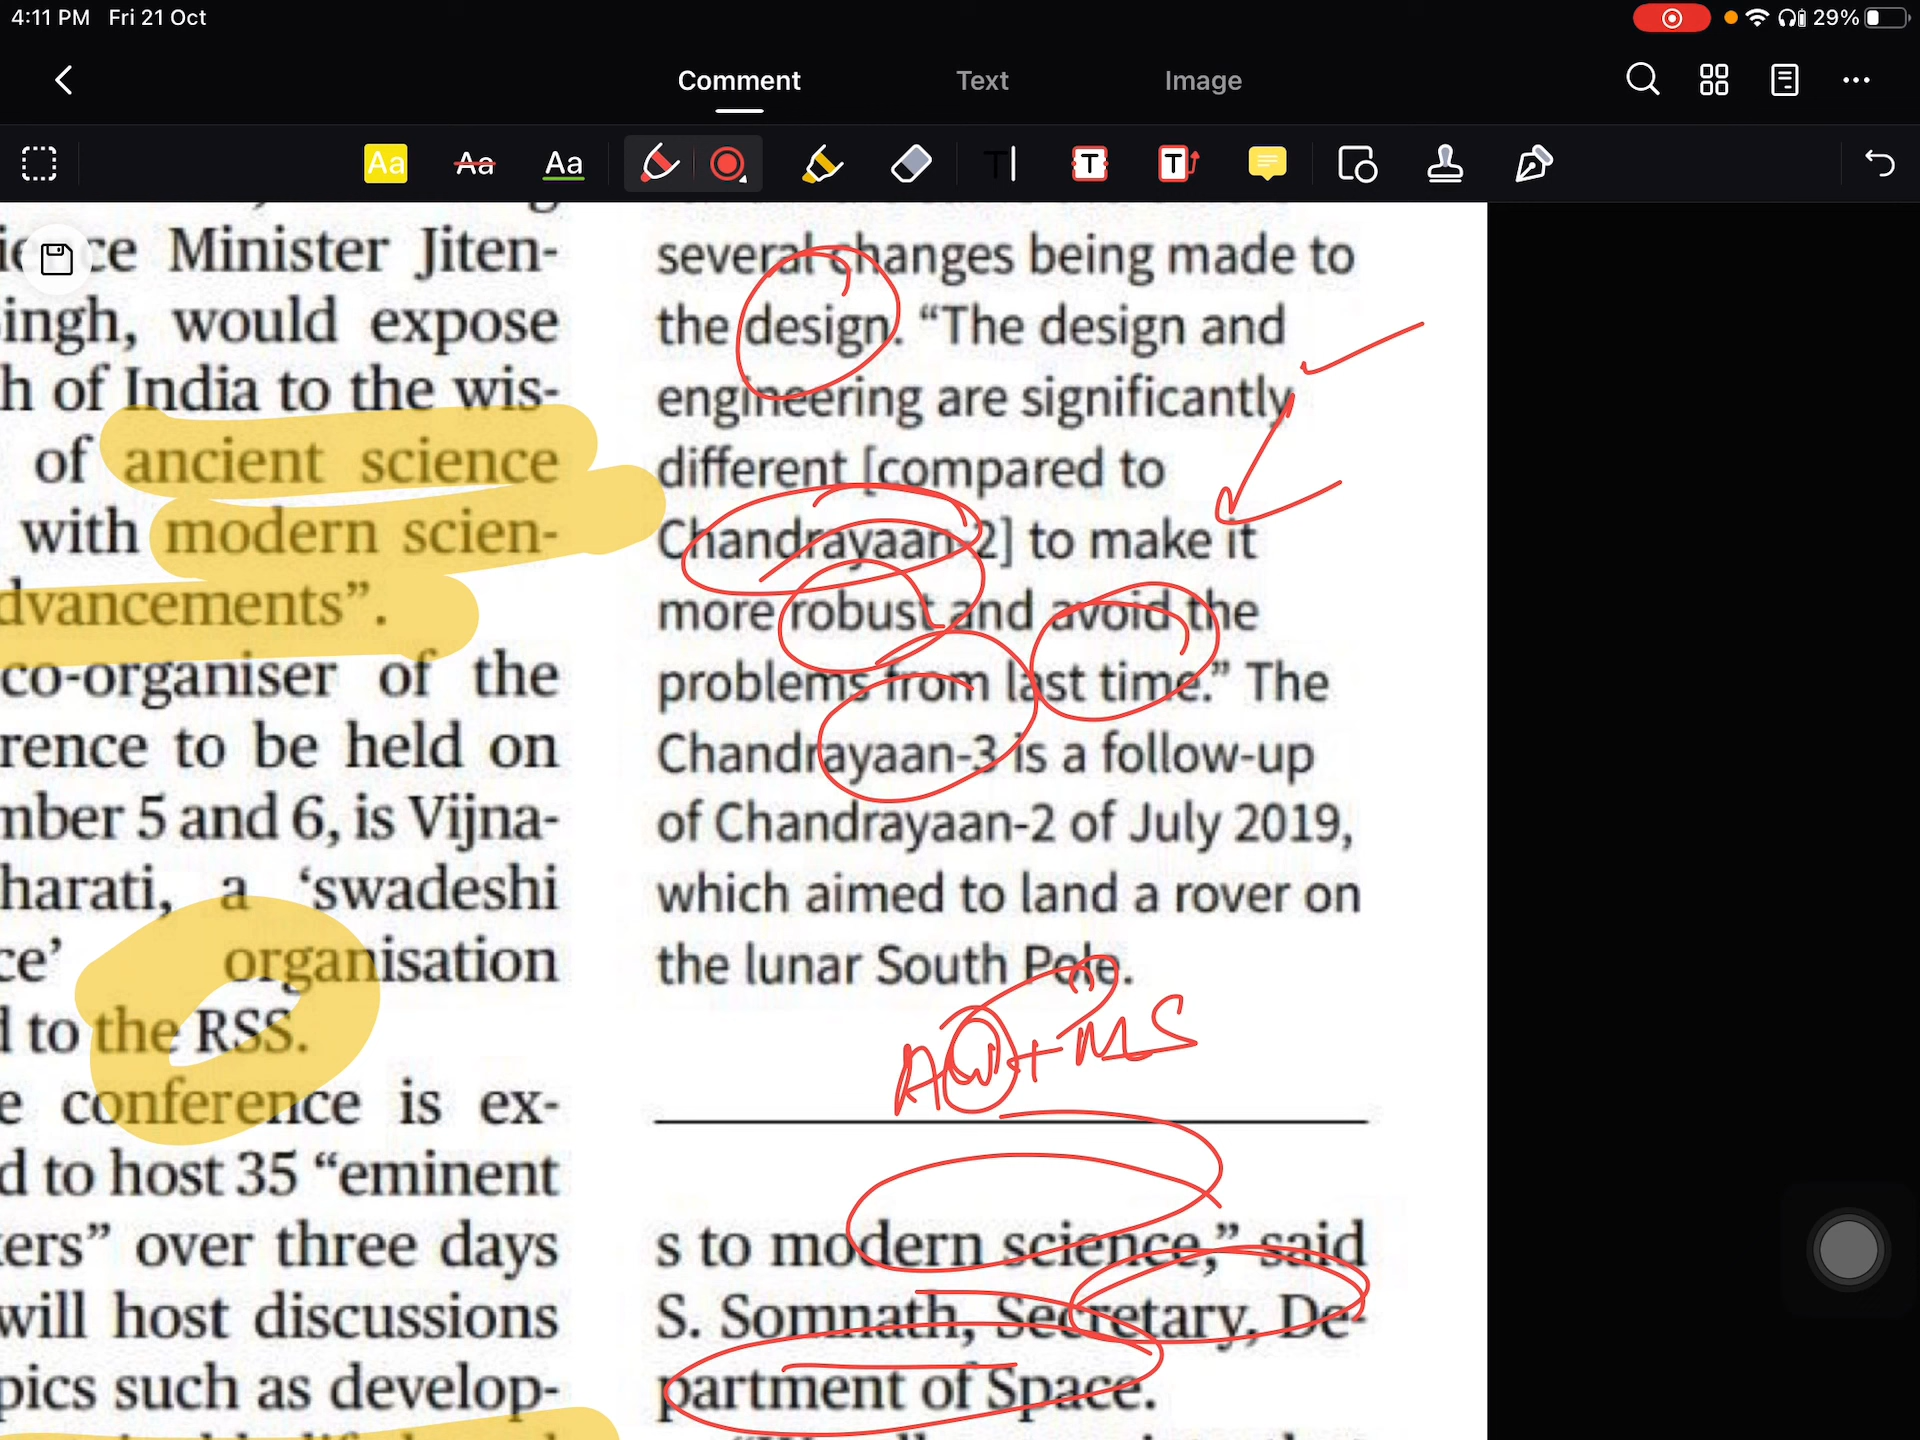 4:11 PM Fri 21 Oct
29%
Comment Text Image
Aa Aa Aa T T T
ce Minister Jiten-
ingh, would expose
h of India to the wis-
of ancient science
with modern scien-
dvancements”.
co-organiser of the
rence to be held on
mber 5 and 6, is Vijna-
harati, a ‘swadeshi
ce’ organisation
d to the RSS.
e conference is ex-
d to host 35 “eminent
ers” over three days
will host discussions
pics such as develop-
several changes being made to
the design. “The design and
engineering are significantly
different [compared to
Chandrayaan-2] to make it
more robust and avoid the
problems from last time.” The
Chandrayaan-3 is a follow-up
of Chandrayaan-2 of July 2019,
which aimed to land a rover on
the lunar South Pole.
AW+MS
s to modern science,” said
S. Somnath, Secretary, De-
partment of Space.